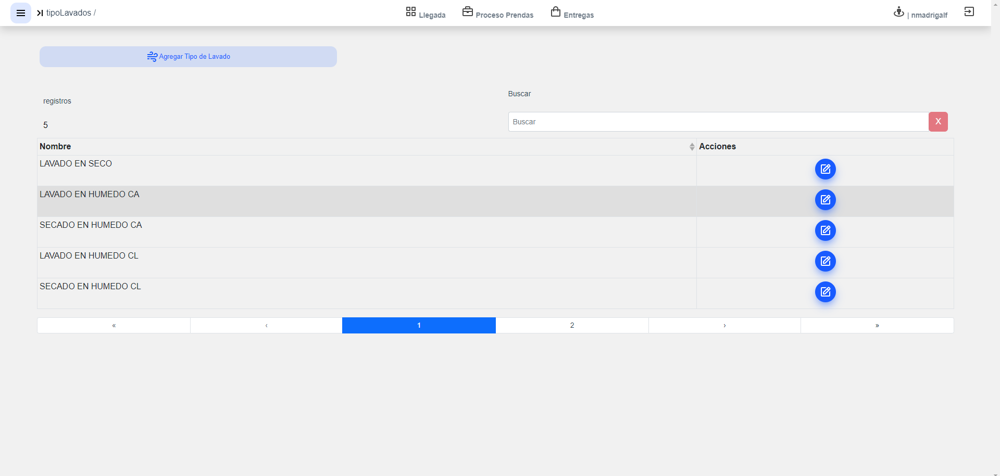 tipoLavados /
Llegada
Proceso Prendas
Entregas
| nmadrigalf
Agregar Tipo de Lavado
registros
5
Buscar
Buscar
X
Nombre
Acciones
LAVADO EN SECO
LAVADO EN HUMEDO CA
SECADO EN HUMEDO CA
LAVADO EN HUMEDO CL
SECADO EN HUMEDO CL
« ‹ 1 2 › »